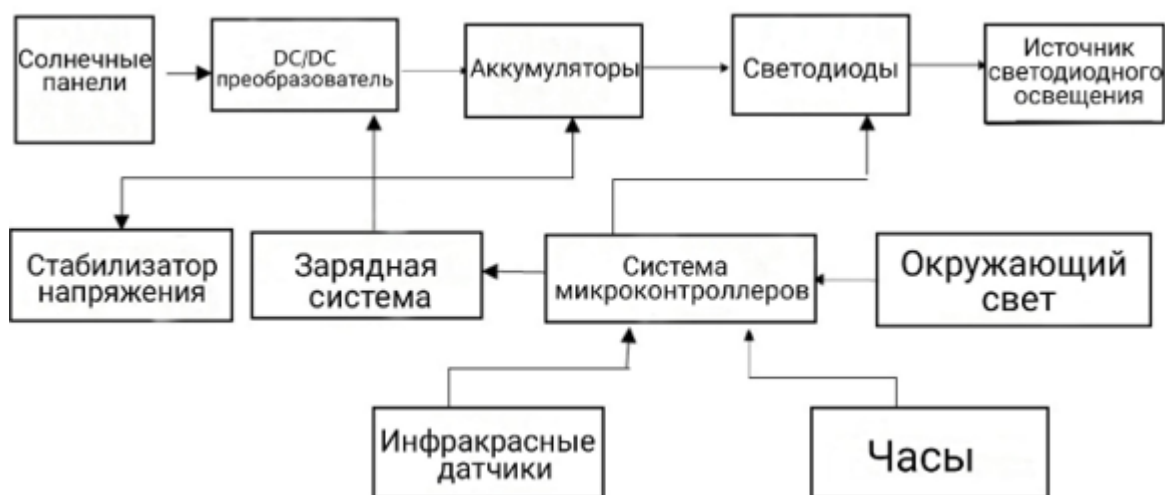 Солнечные
панели
DC/DC
преобразователь
Аккумуляторы
Светодиоды
Источник
светодиодного
освещения
Стабилизатор
напряжения
Зарядная
система
Система
микроконтроллеров
Окружающий
свет
Инфракрасные
датчики
Часы